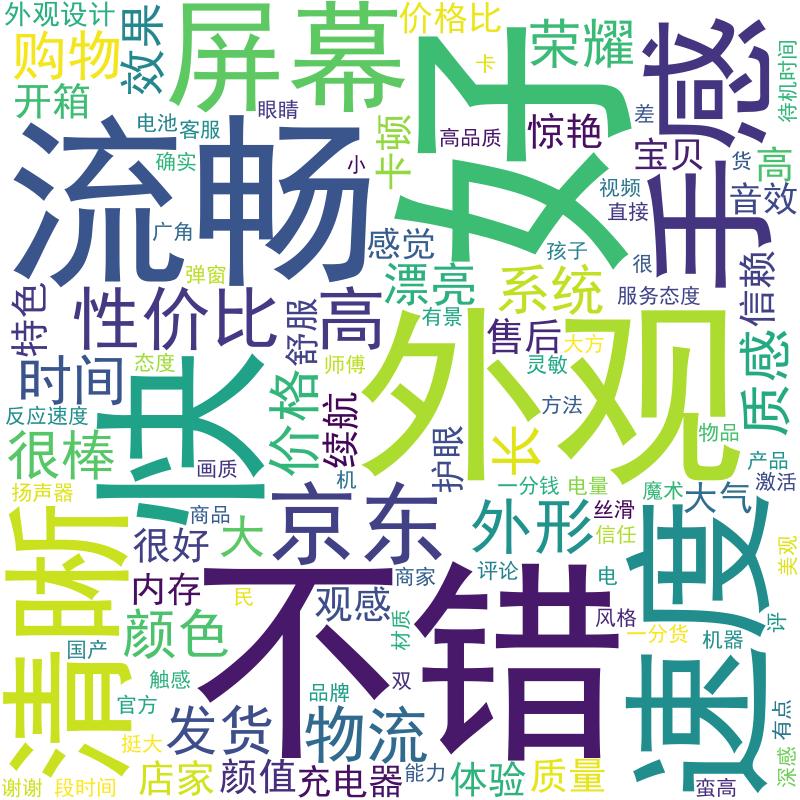 外观设计
效果
屏幕
价格比
荣耀
感
手
待机时间
购物
开箱
眼睛
卡
好
差
电池
客服
卡顿
高品质
惊艳
宝贝
货
高
流畅
确实
小
视频
音效
直接
广角
感觉
孩子
很
信赖
弹窗
漂亮
系统
服务态度
特色
性价比
舒服
高
有景
售后
大方
质感
时间
态度
快
师傅
外观
灵敏
反应速度
价格
续航
长
方法
护眼
物品
很棒
画质
机
一分钱
电量
产品
扬声器
魔术
激活
清晰
商品
京东
外形
丝滑
大气
信任
速度
很好
大
不错
美观
内存
商家
评论
电
民
观感
风格
颜色
材质
一分货
评
国产
机器
触感
品牌
双
官方
发货
物流
有点
挺大
店家
颜值
充电器
能力
体验
质量
谢谢
段时间
蛮高
深感